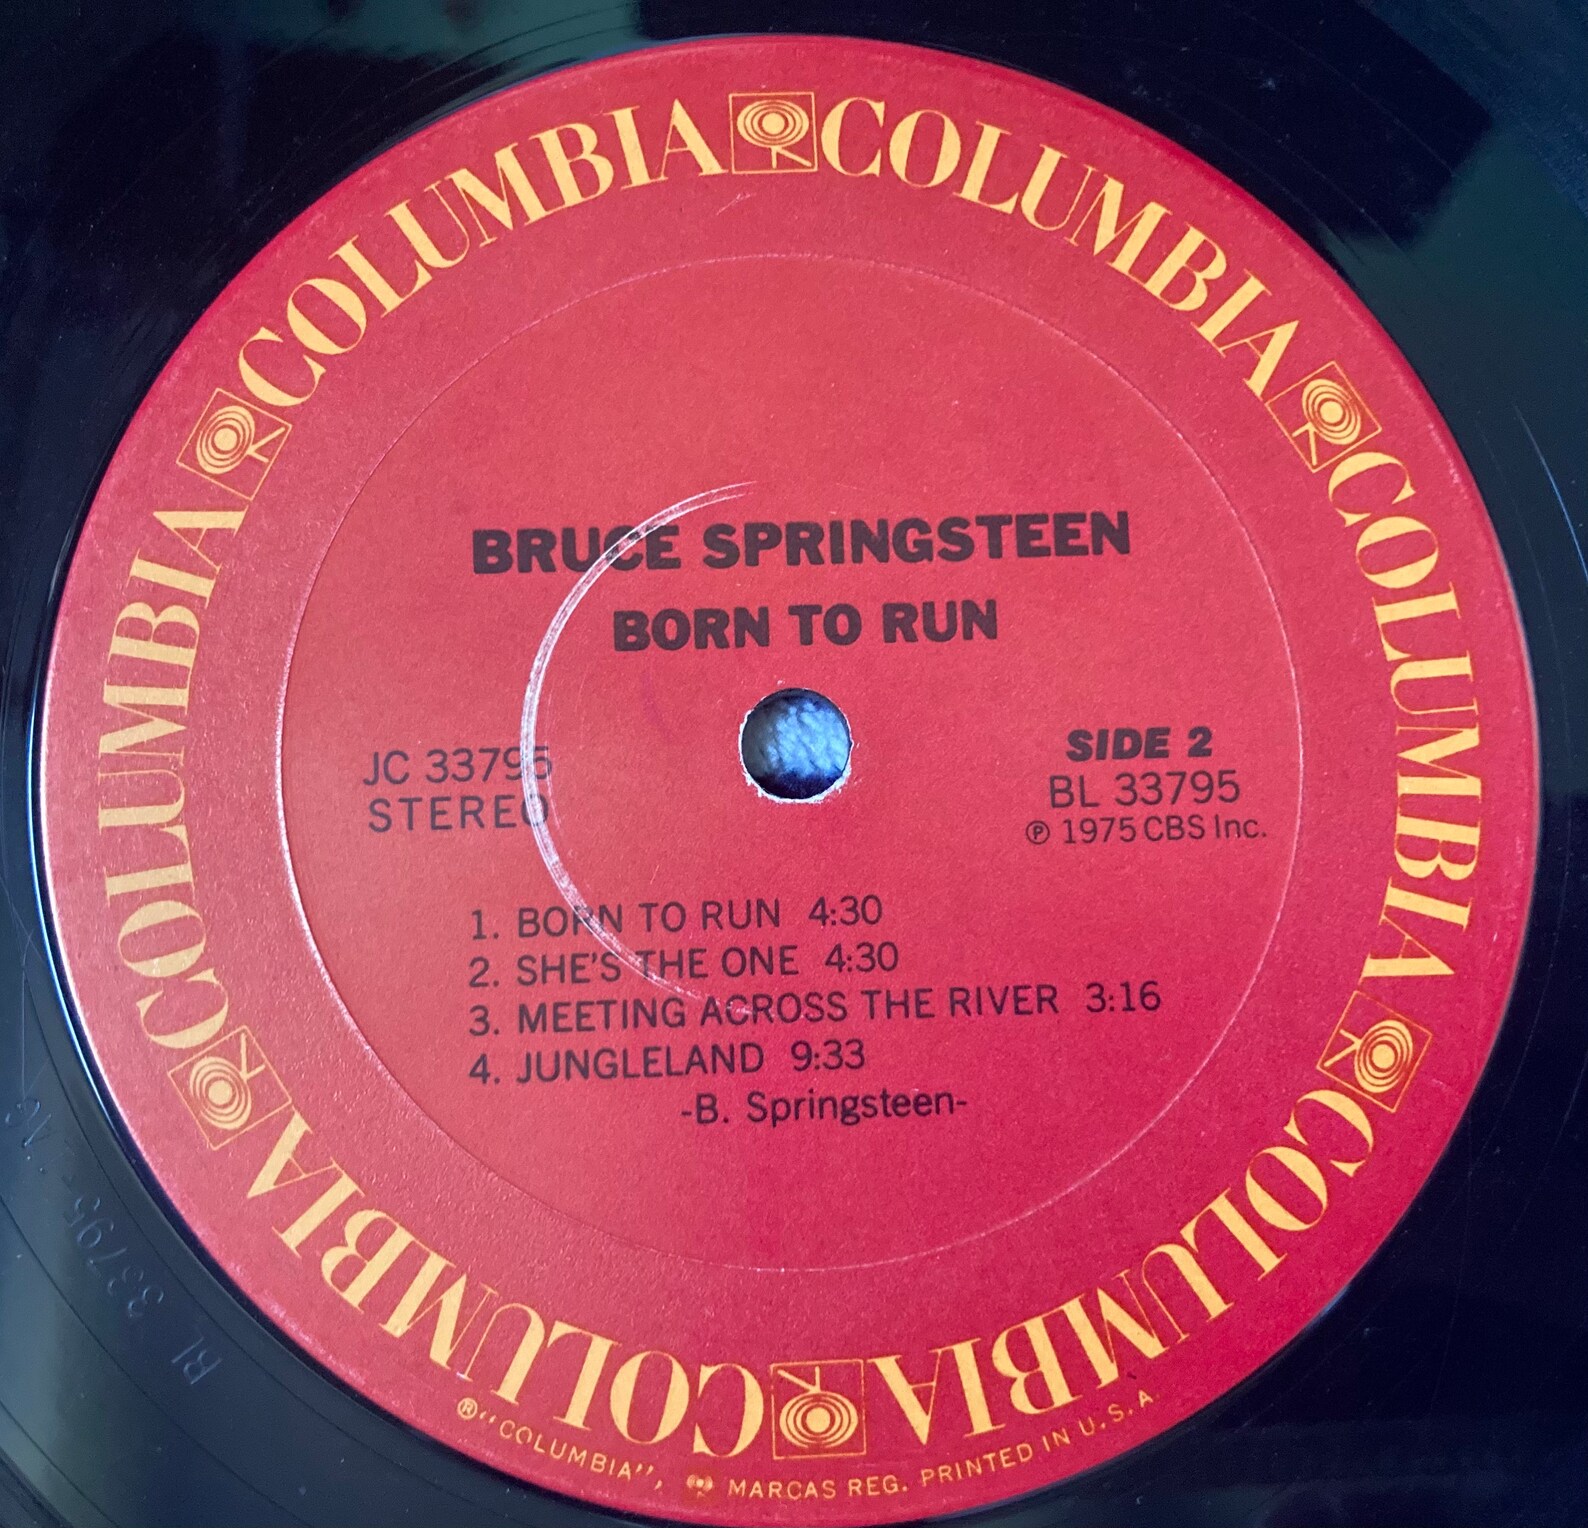 COLUMBIA COLUMBIA COLUMBIA COLUMBIA COLUMBIA COLUMBIA
BRUCE SPRINGSTEEN
BORN TO RUN
JC 33795
STEREO
SIDE 2
BL 33795
℗ 1975 CBS Inc.
1. BORN TO RUN 4:30
2. SHE'S THE ONE 4:30
3. MEETING ACROSS THE RIVER 3:16
4. JUNGLELAND 9:33
-B. Springsteen-
® "COLUMBIA", MARCAS REG. PRINTED IN U.S.A
BL 33795